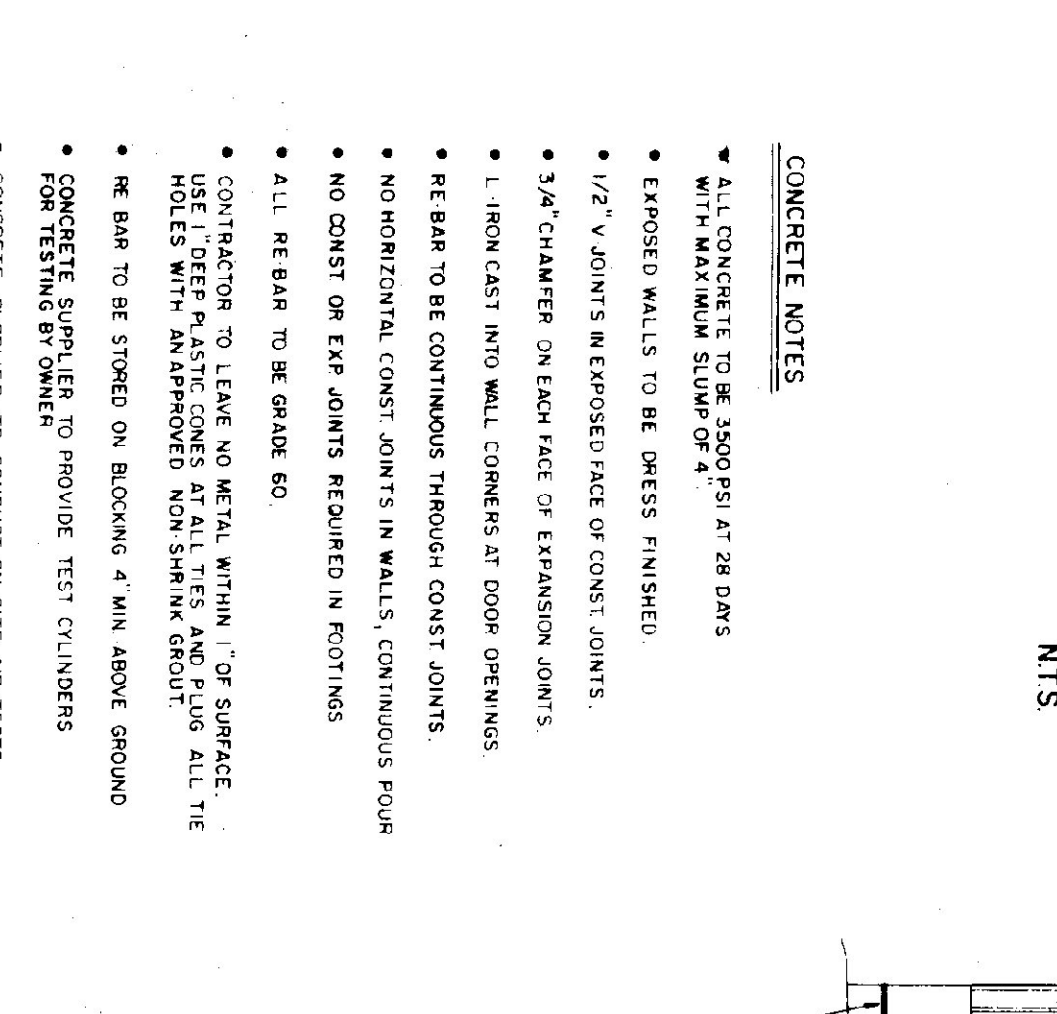 N.T.S.
CONCRETE NOTES
ALL CONCRETE TO BE 3500 PSI AT 28 DAYS
WITH MAXIMUM SLUMP OF 4".
• EXPOSED WALLS TO BE DRESS FINISHED.
• 1/2" V JOINTS IN EXPOSED FACE OF CONST. JOINTS.
• 3/4" CHAMFER ON EACH FACE OF EXPANSION JOINTS.
• L-IRON CAST INTO WALL CORNERS AT DOOR OPENINGS.
• RE-BAR TO BE CONTINUOUS THROUGH CONST. JOINTS.
• NO HORIZONTAL CONST. JOINTS IN WALLS, CONTINUOUS POUR
• NO CONST OR EXP JOINTS REQUIRED IN FOOTINGS
• ALL RE-BAR TO BE GRADE 60.
• CONTRACTOR TO LEAVE NO METAL WITHIN 1" OF SURFACE.
USE 1" DEEP PLASTIC CONES AT ALL TIES AND PLUG ALL TIE
HOLES WITH AN APPROVED NON-SHRINK GROUT.
• RE BAR TO BE STORED ON BLOCKING 4" MIN. ABOVE GROUND
• CONCRETE SUPPLIER TO PROVIDE TEST CYLINDERS
FOR TESTING BY OWNER